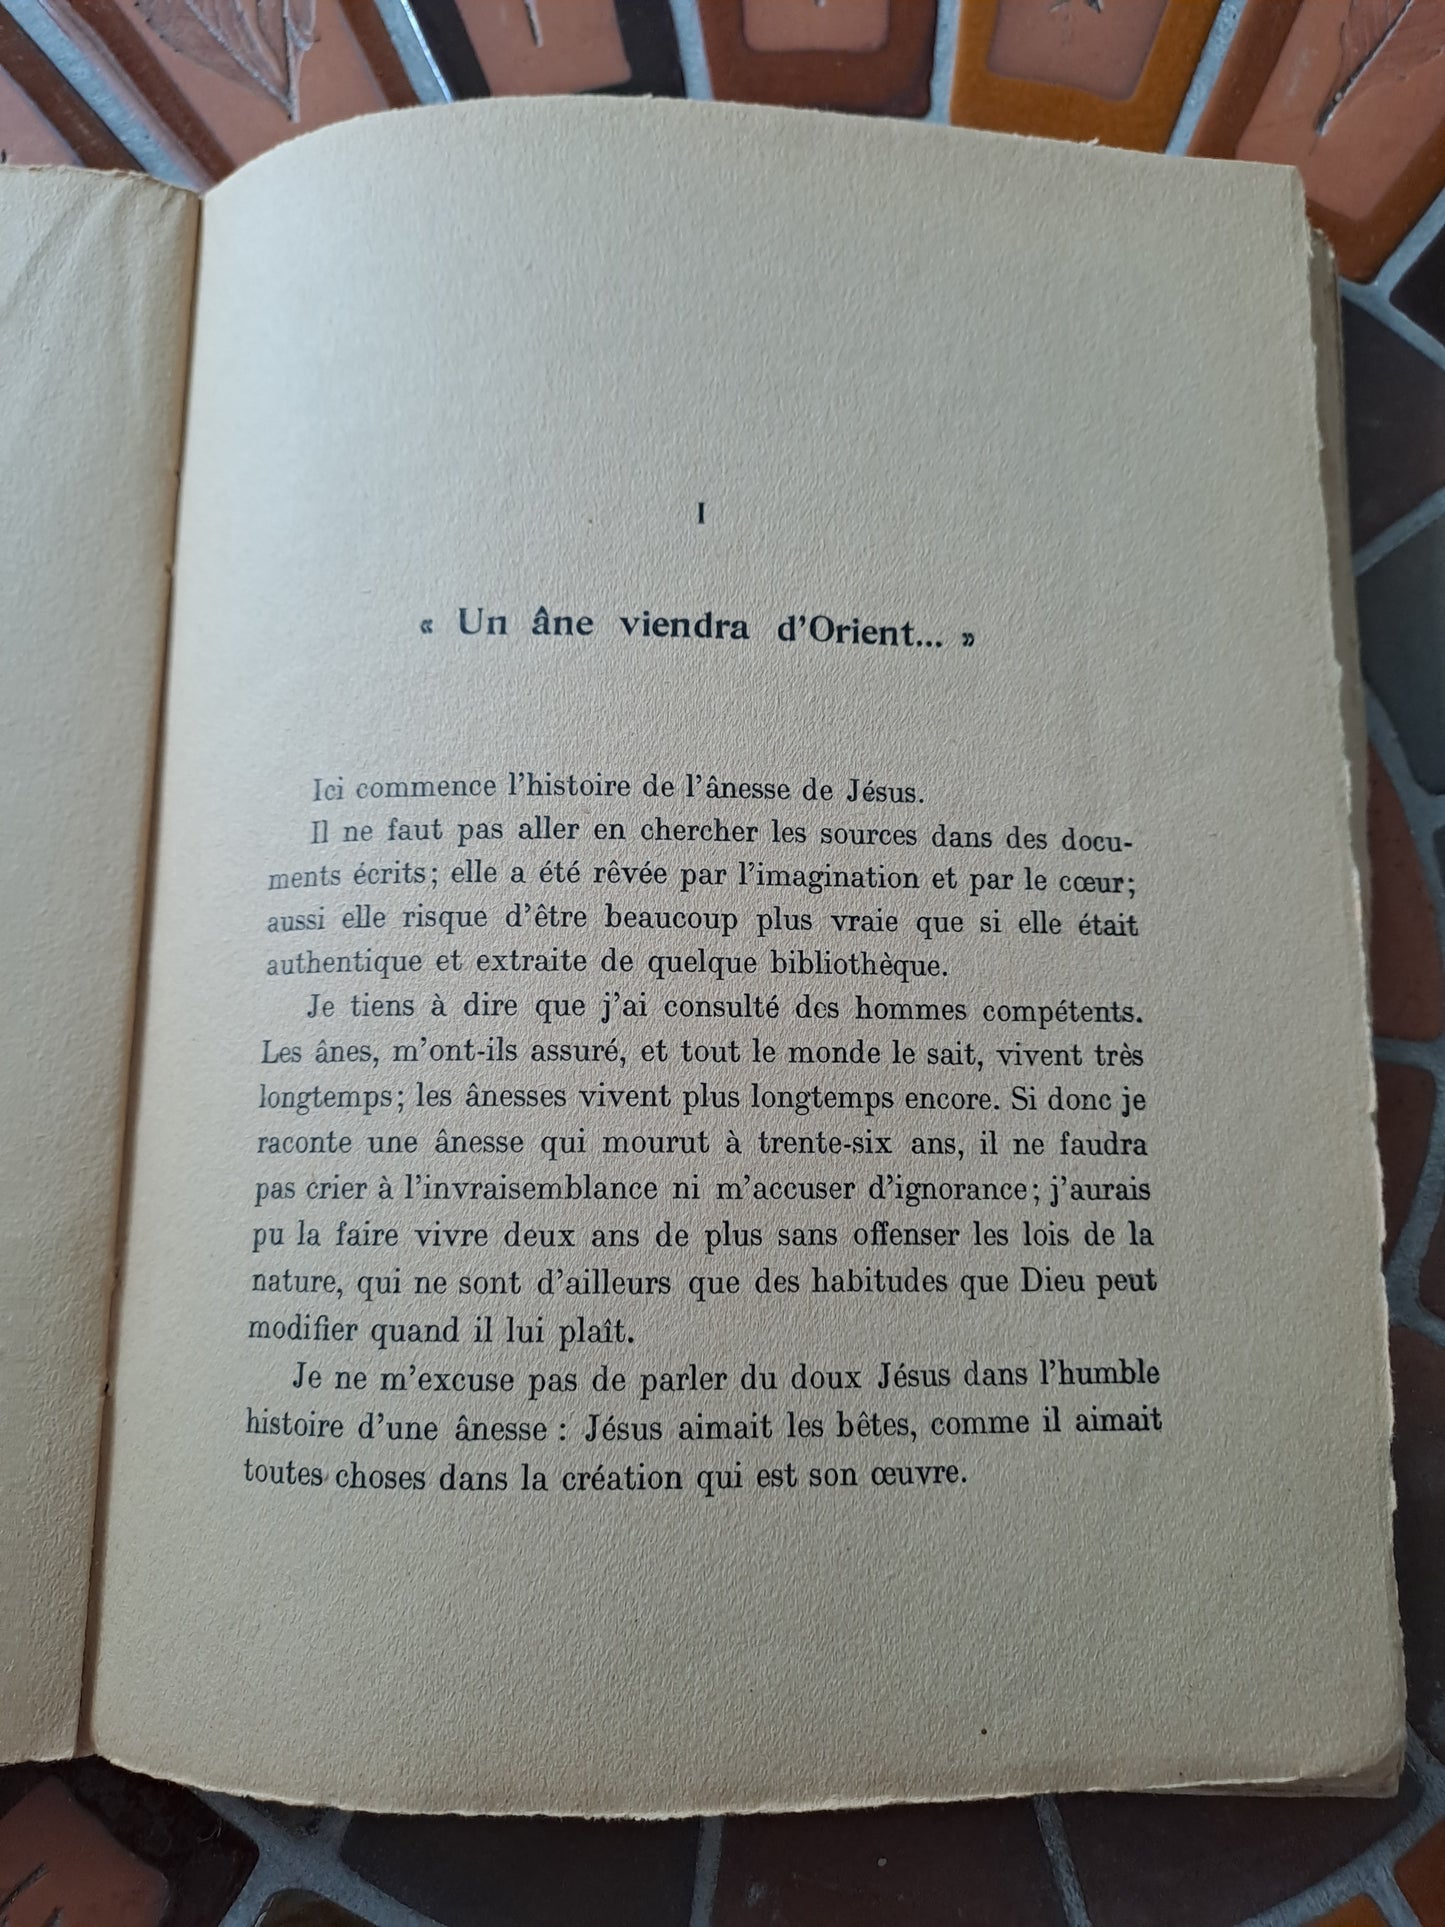 I
« Un âne viendra d'Orient... »
Ici commence l'histoire de l'ânesse de Jésus.
Il ne faut pas aller en chercher les sources dans des docu-
ments écrits; elle a été rêvée par l'imagination et par le cœur;
aussi elle risque d'être beaucoup plus vraie que si elle était
authentique et extraite de quelque bibliothèque.
Je tiens à dire que j'ai consulté des hommes compétents.
Les ânes, m'ont-ils assuré, et tout le monde le sait, vivent très
longtemps; les ânesses vivent plus longtemps encore. Si donc je
raconte une ânesse qui mourut à trente-six ans, il ne faudra
pas crier à l'invraisemblance ni m'accuser d'ignorance; j'aurais
pu la faire vivre deux ans de plus sans offenser les lois de la
nature, qui ne sont d'ailleurs que des habitudes que Dieu peut
modifier quand il lui plaît.
Je ne m'excuse pas de parler du doux Jésus dans l'humble
histoire d'une ânesse : Jésus aimait les bêtes, comme il aimait
toutes choses dans la création qui est son œuvre.